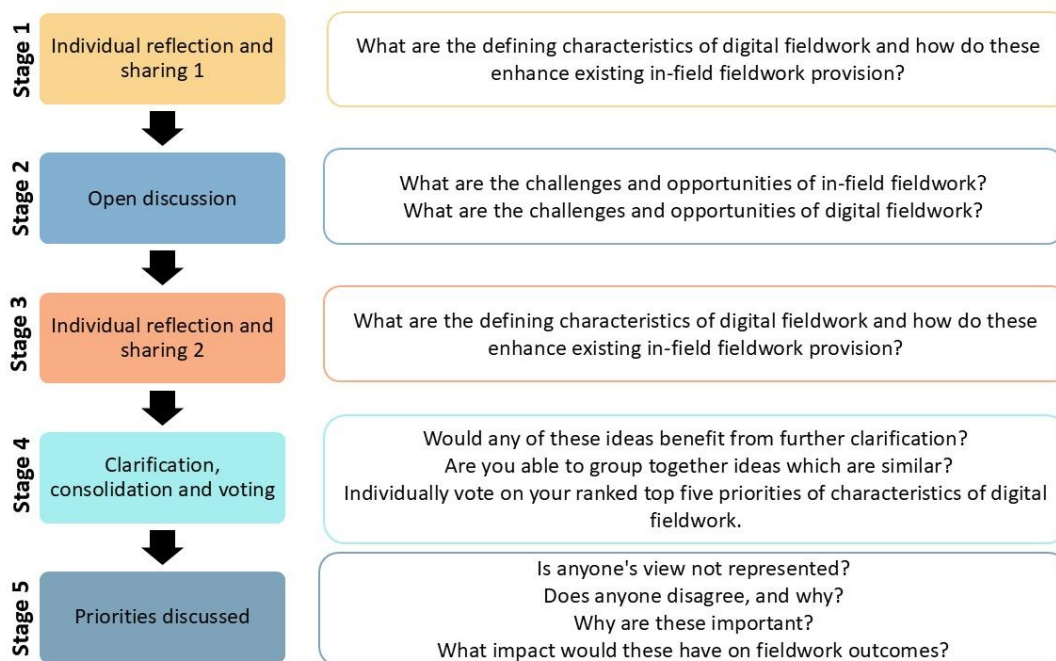 Stage 1
Individual reflection and
sharing 1
What are the defining characteristics of digital fieldwork and how do these
enhance existing in-field fieldwork provision?
Stage 2
Open discussion
What are the challenges and opportunities of in-field fieldwork?
What are the challenges and opportunities of digital fieldwork?
Stage 3
Individual reflection and
sharing 2
What are the defining characteristics of digital fieldwork and how do these
enhance existing in-field fieldwork provision?
Stage 4
Clarification,
consolidation and voting
Would any of these ideas benefit from further clarification?
Are you able to group together ideas which are similar?
Individually vote on your ranked top five priorities of characteristics of digital
fieldwork.
Stage 5
Priorities discussed
Is anyone's view not represented?
Does anyone disagree, and why?
Why are these important?
What impact would these have on fieldwork outcomes?